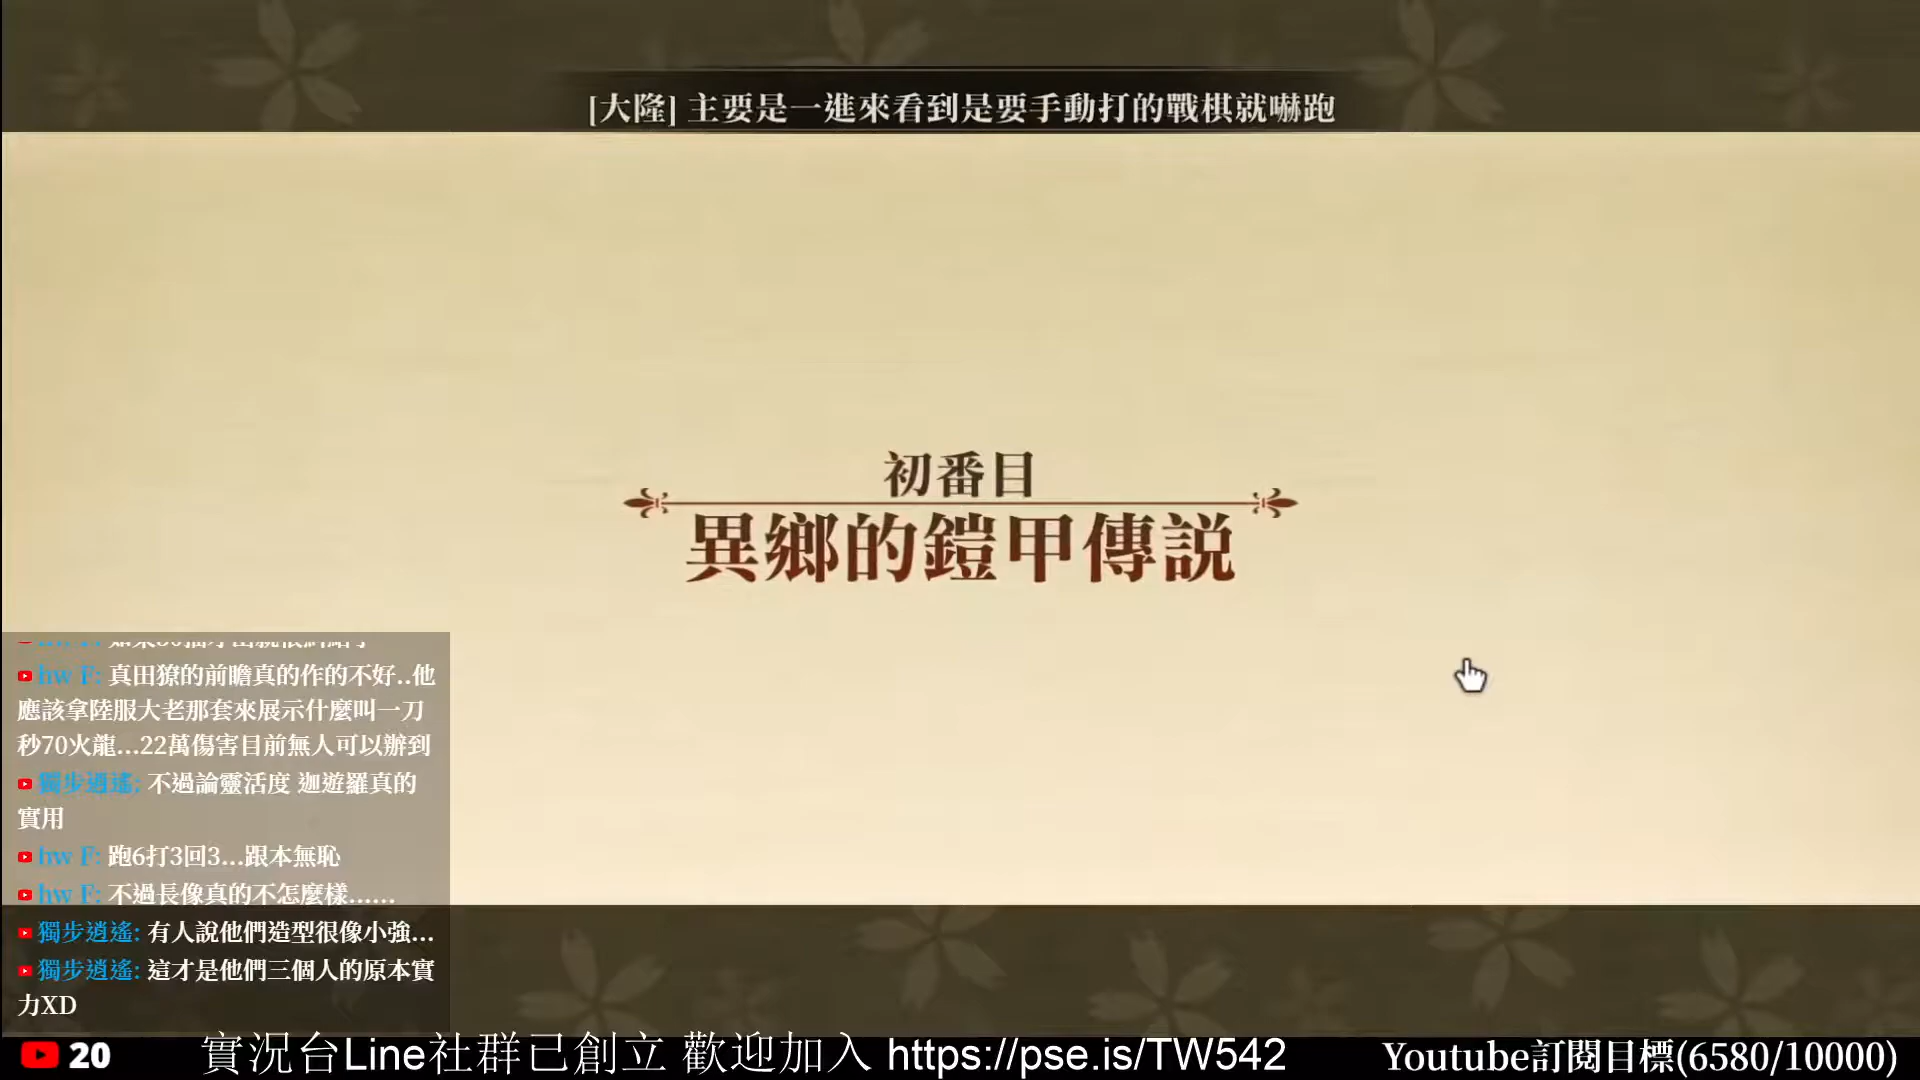 [大隆] 主要是一進來看到是要手動打的戰棋就嚇跑
初番目
異鄉的鎧甲傳説
hw F: 真田獠的前瞻真的作的不好..他
應該拿陸服大老那套來展示什麼叫一刀
秒70火龍...22萬傷害目前無人可以辦到
獨步逍遙: 不過論靈活度 迦遊羅真的
實用
hw F: 跑6打3回3...跟本無恥
hw F: 不過長像真的不怎麼樣......
獨步逍遙: 有人說他們造型很像小強...
獨步逍遙: 這才是他們三個人的原本實
力XD
20
實況台Line社群已創立 歡迎加入 https://pse.is/TW542
Youtube訂閱目標(6580/10000)